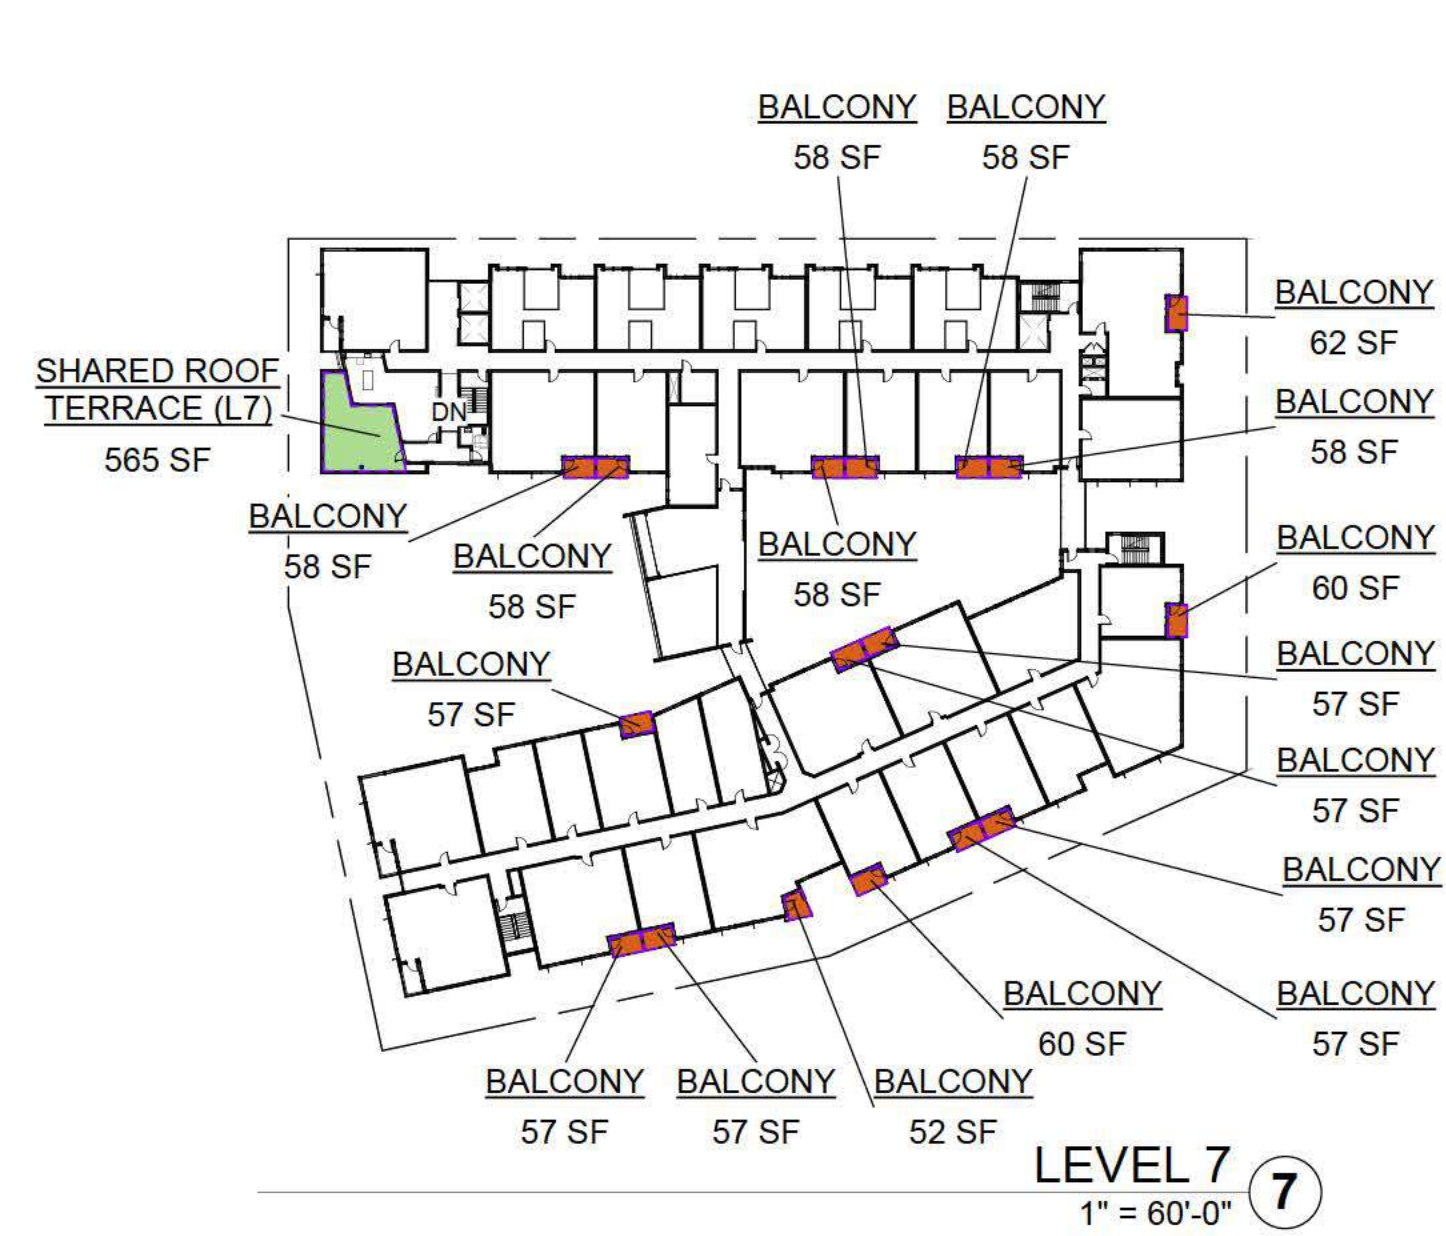 BALCONY
58 SF
BALCONY
58 SF
BALCONY
62 SF
SHARED ROOF
TERRACE (L7)
565 SF
DN
BALCONY
58 SF
BALCONY
58 SF
BALCONY
58 SF
BALCONY
58 SF
BALCONY
60 SF
BALCONY
57 SF
BALCONY
57 SF
BALCONY
57 SF
BALCONY
57 SF
BALCONY
57 SF
BALCONY
60 SF
BALCONY
57 SF
BALCONY
57 SF
BALCONY
52 SF
LEVEL 7
7
1" = 60'-0"